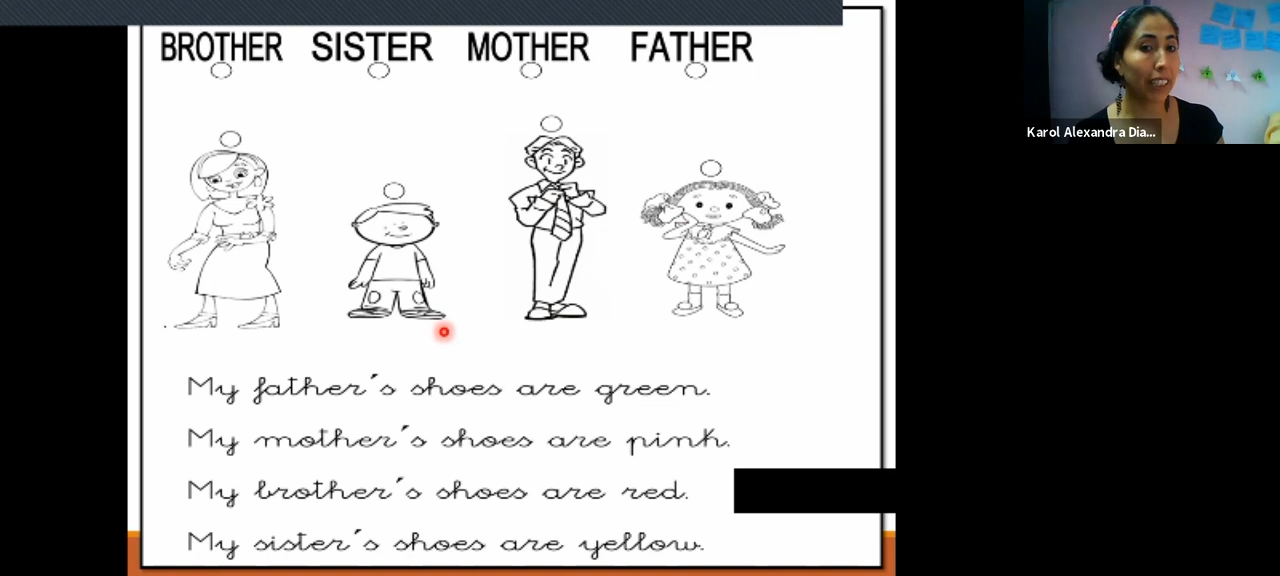 BROTHER SISTER MOTHER FATHER
Karol Alexandra Dia...
My father´s shoes are green.
My mother´s shoes are pink.
My brother´s shoes are red.
My sister´s shoes are yellow.